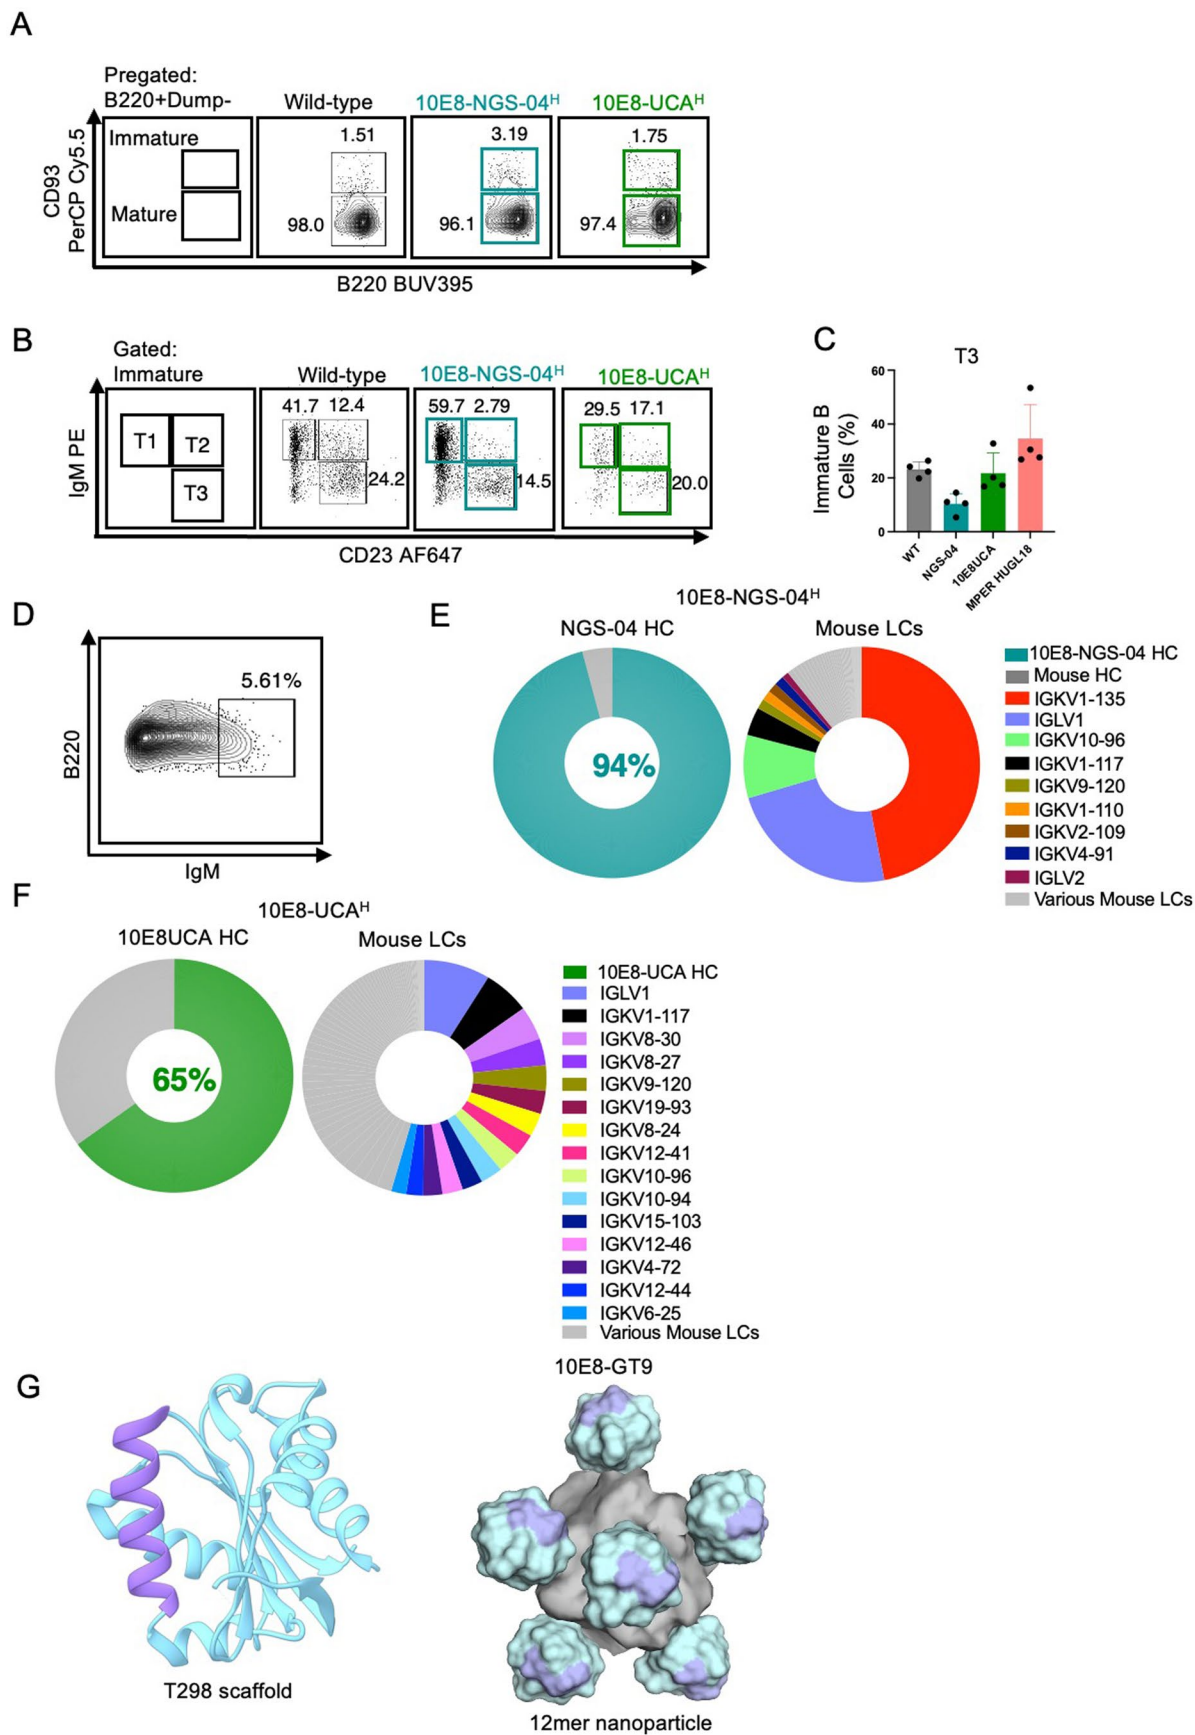 A
Pregated:
B220+Dump-
Wild-type
10E8-NGS-04ᴴ
10E8-UCAᴴ
CD93
PerCP Cy5.5
Immature
Mature
1.51
98.0
3.19
96.1
1.75
97.4
B220 BUV395
B
Gated:
Immature
Wild-type
10E8-NGS-04ᴴ
10E8-UCAᴴ
IgM PE
T1
T2
T3
41.7 12.4
24.2
59.7 2.79
14.5
29.5 17.1
20.0
CD23 AF647
C
T3
Immature B
Cells (%)
60
40
20
0
WT
NGS-04
10E8UCA
MPER HUGL18
D
5.61%
B220
IgM
E
10E8-NGS-04ᴴ
NGS-04 HC
Mouse LCs
94%
10E8-NGS-04 HC
Mouse HC
IGKV1-135
IGLV1
IGKV10-96
IGKV1-117
IGKV9-120
IGKV1-110
IGKV2-109
IGKV4-91
IGLV2
Various Mouse LCs
F
10E8-UCAᴴ
10E8UCA HC
Mouse LCs
65%
10E8-UCA HC
IGLV1
IGKV1-117
IGKV8-30
IGKV8-27
IGKV9-120
IGKV19-93
IGKV8-24
IGKV12-41
IGKV10-96
IGKV10-94
IGKV15-103
IGKV12-46
IGKV4-72
IGKV12-44
IGKV6-25
Various Mouse LCs
G
10E8-GT9
T298 scaffold
12mer nanoparticle